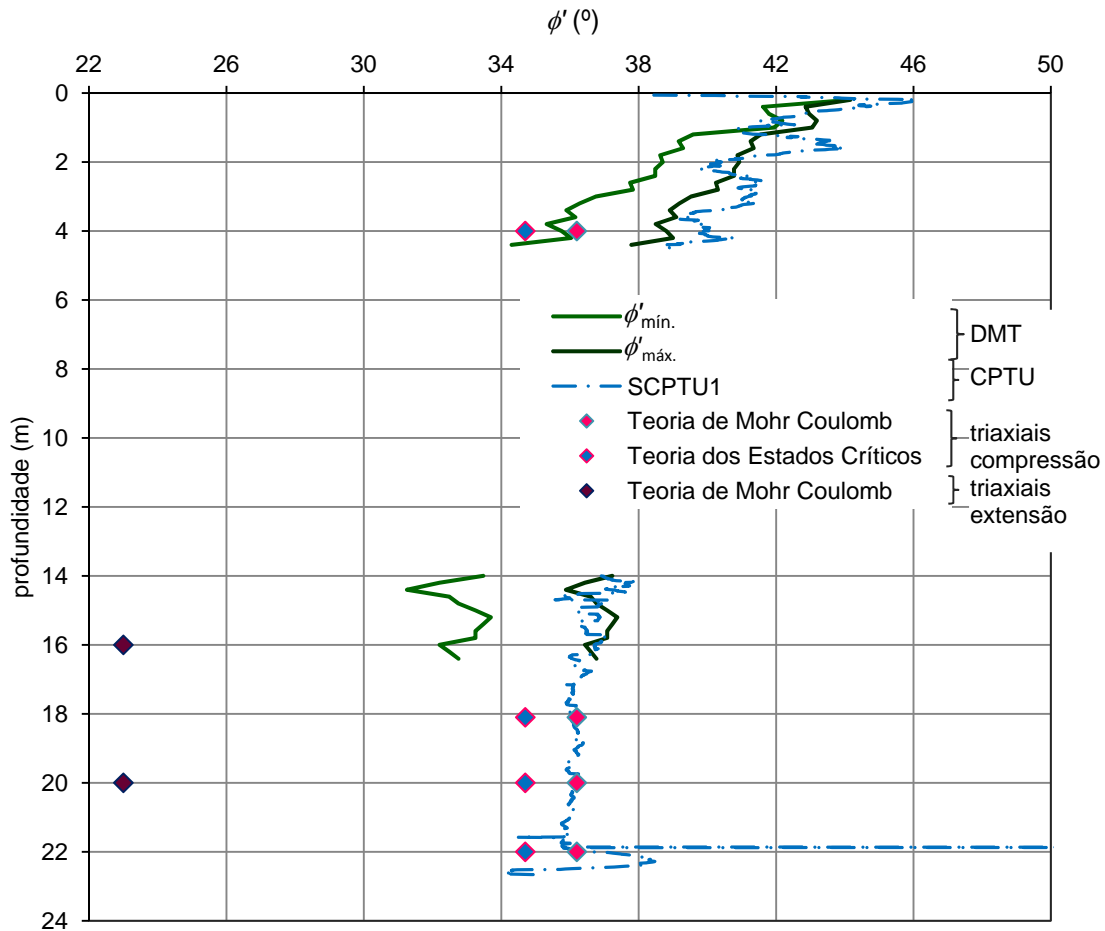 ϕ′ (º)
22 26 30 34 38 42 46 50
0
2
4
6
8
10
12
14
16
18
20
22
24
profundidade (m)
ϕ′mín.
ϕ′máx.
DMT
SCPTU1
CPTU
Teoria de Mohr Coulomb
Teoria dos Estados Críticos
triaxiais
compressão
Teoria de Mohr Coulomb
triaxiais
extensão